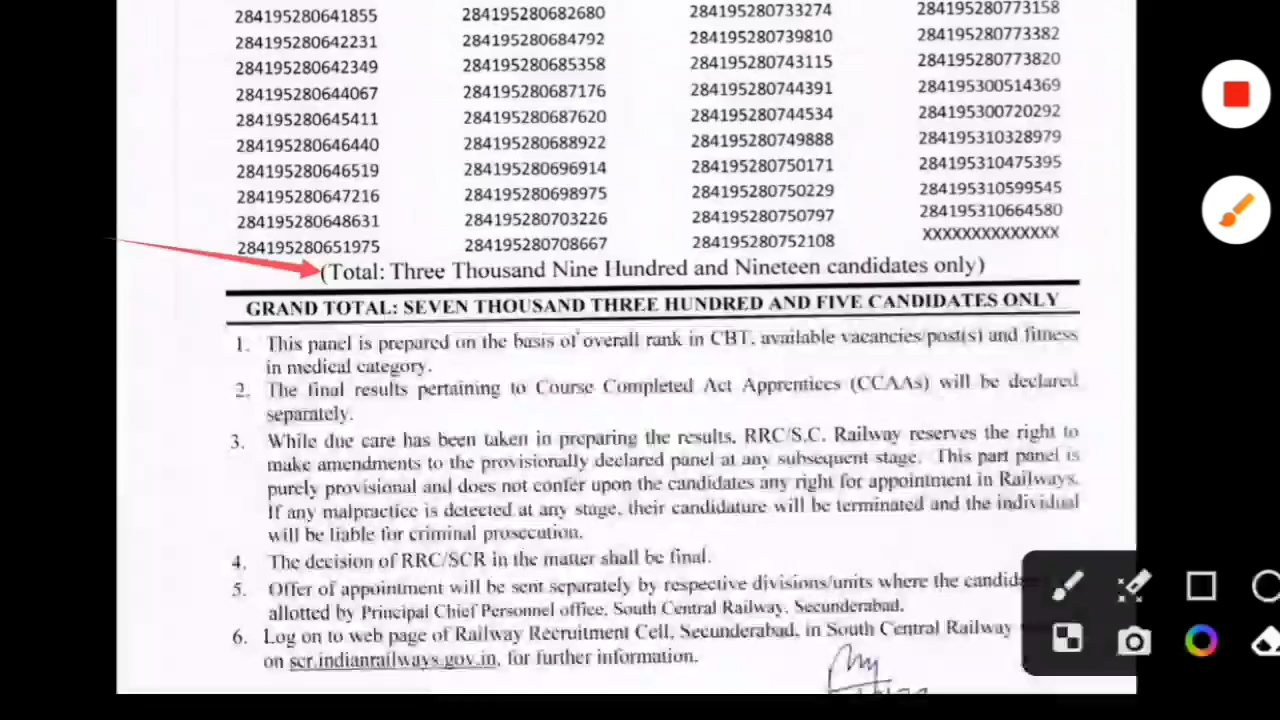 284195280641855 284195280682680 284195280733274 284195280773158
284195280642231 284195280684792 284195280739810 284195280773382
284195280642349 284195280685358 284195280743115 284195280773820
284195280644067 284195280687176 284195280744391 284195300514369
284195280645411 284195280687620 284195280744534 284195300720292
284195280646440 284195280688922 284195280749888 284195310328979
284195280646519 284195280696914 284195280750171 284195310475395
284195280647216 284195280698975 284195280750229 284195310599545
284195280648631 284195280703226 284195280750797 284195310664580
284195280651975 284195280708667 284195280752108 XXXXXXXXXXXXXXX
(Total: Three Thousand Nine Hundred and Nineteen candidates only)
GRAND TOTAL: SEVEN THOUSAND THREE HUNDRED AND FIVE CANDIDATES ONLY
1. This panel is prepared on the basis of overall rank in CBT, available vacancies/post(s) and fitness
in medical category.
2. The final results pertaining to Course Completed Act Apprentices (CCAAs) will be declared
separately.
3. While due care has been taken in preparing the results, RRC/S.C. Railway reserves the right to
make amendments to the provisionally declared panel at any subsequent stage. This part panel is
purely provisional and does not confer upon the candidates any right for appointment in Railways.
If any malpractice is detected at any stage, their candidature will be terminated and the individual
will be liable for criminal prosecution.
4. The decision of RRC/SCR in the matter shall be final.
5. Offer of appointment will be sent separately by respective divisions/units where the
allotted by Principal Chief Personnel office, South Central Railway, Secunderabad.
6. Log on to web page of Railway Recruitment Cell, Secunderabad, in South Central Railway
on scr.indianrailways.gov.in, for further information.